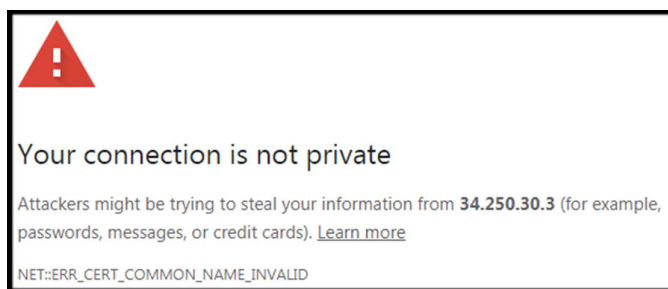 Your connection is not private
Attackers might be trying to steal your information from 34.250.30.3 (for example,
passwords, messages, or credit cards). Learn more
NET::ERR_CERT_COMMON_NAME_INVALID